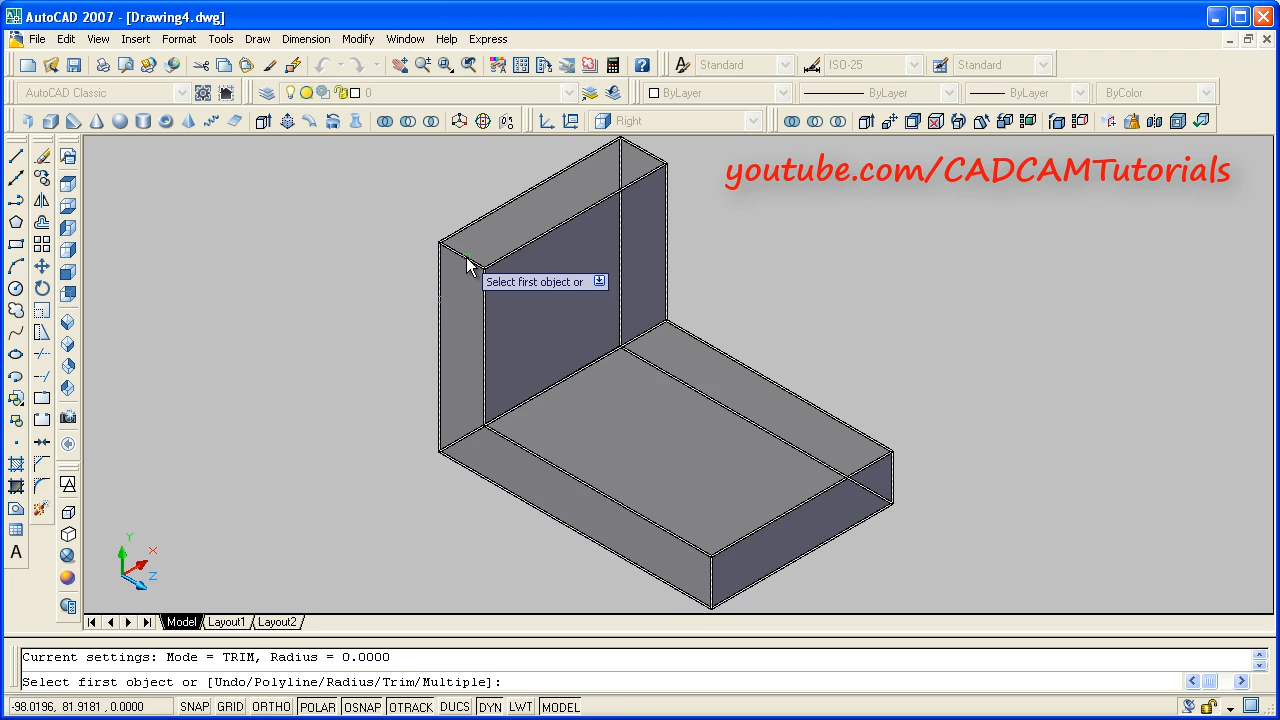 AutoCAD 2007 - [Drawing4.dwg]
File Edit View Insert Format Tools Draw Dimension Modify Window Help Express
Standard ISO-25 Standard
AutoCAD Classic 0 ByLayer ByLayer ByLayer ByColor
Right
youtube.com/CADCAMTutorials
Select first object or
Y
X
Z
A
Model Layout1 Layout2
Current settings: Mode = TRIM, Radius = 0.0000
Select first object or [Undo/Polyline/Radius/Trim/Multiple]:
-98.0196, 81.9181, 0.0000 SNAP GRID ORTHO POLAR OSNAP OTRACK DUCS DYN LWT MODEL